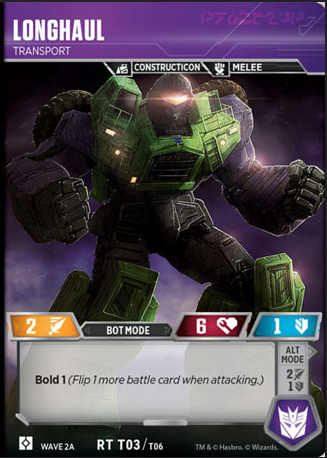 LONGHAUL
TRANSPORT
CONSTRUCTICON MELEE
2 BOT MODE 6 1
ALT
MODE
2
1
Bold 1 (Flip 1 more battle card when attacking.)
WAVE 2A RT T03/T06 TM & © Hasbro. © Wizards.